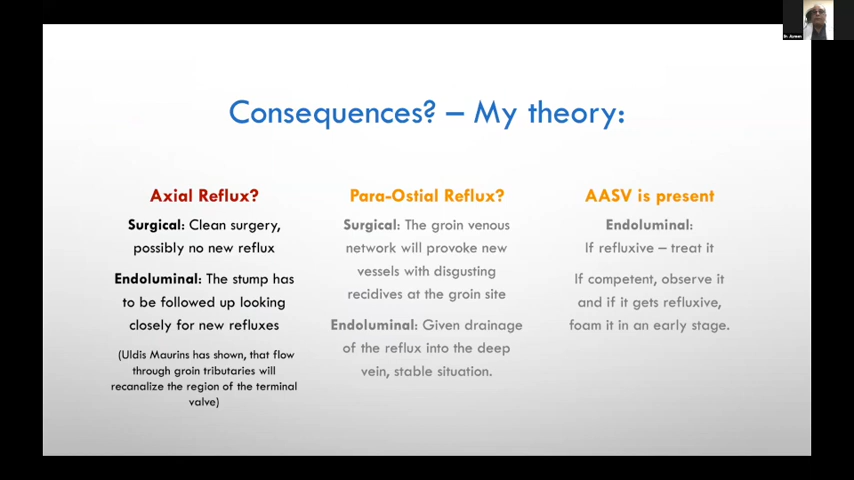 Consequences? – My theory:
Axial Reflux?
Surgical: Clean surgery,
possibly no new reflux
Endoluminal: The stump has
to be followed up looking
closely for new refluxes
(Uldis Maurins has shown, that flow
through groin tributaries will
recanalize the region of the terminal
valve)
Para-Ostial Reflux?
Surgical: The groin venous
network will provoke new
vessels with disgusting
recidives at the groin site
Endoluminal: Given drainage
of the reflux into the deep
vein, stable situation.
AASV is present
Endoluminal:
If refluxive – treat it
If competent, observe it
and if it gets refluxive,
foam it in an early stage.